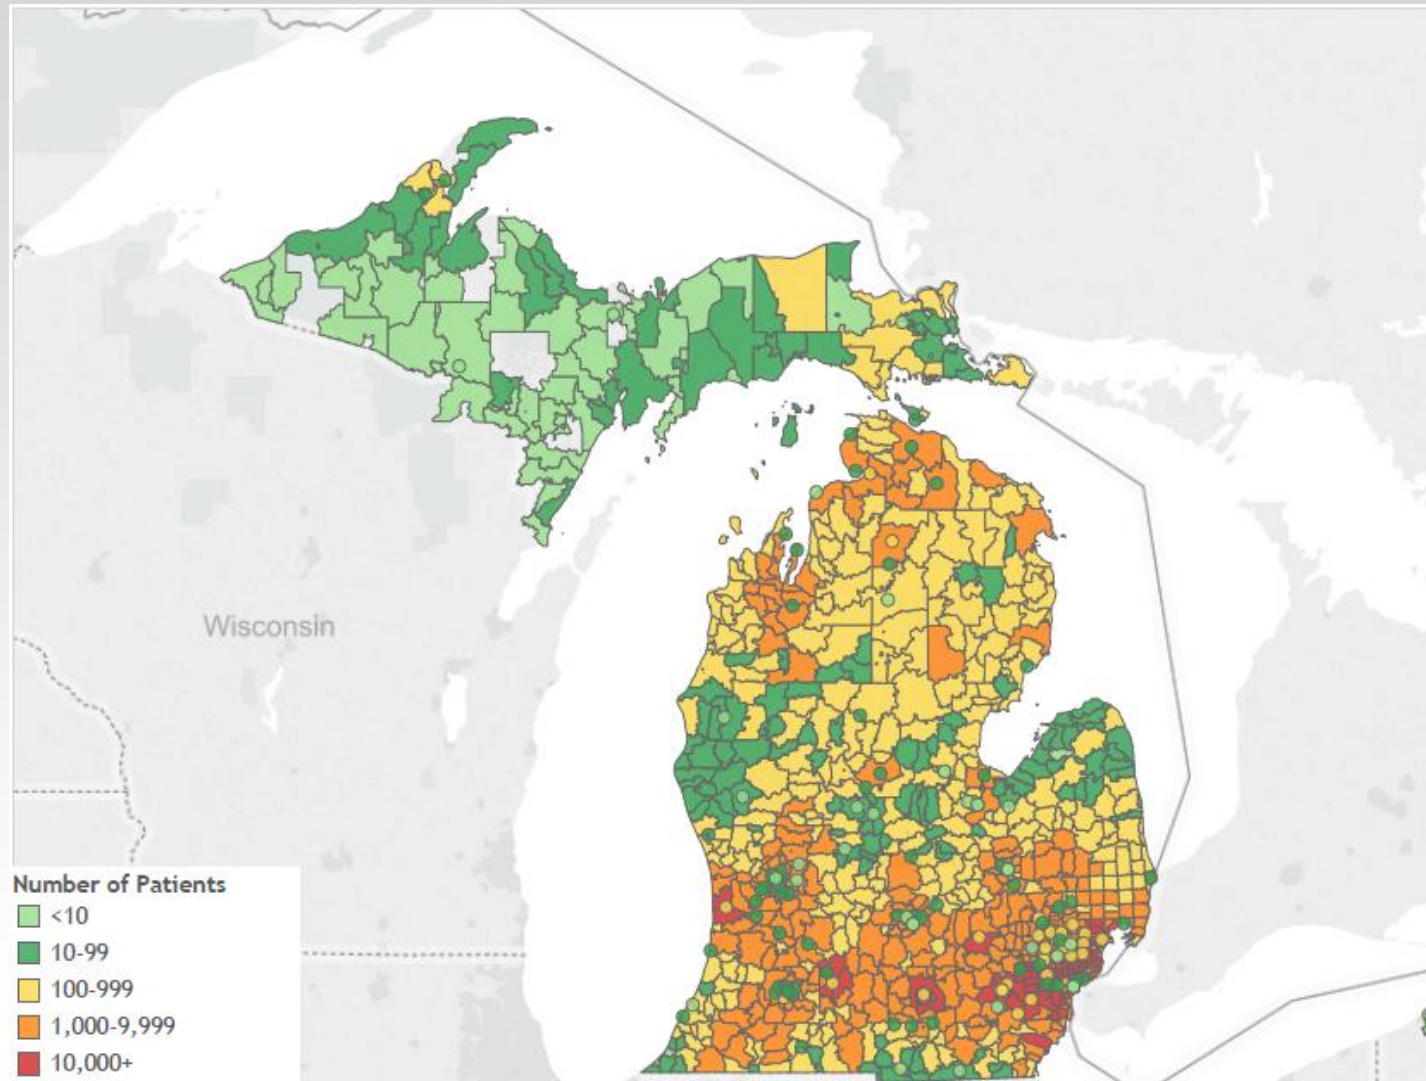 Wisconsin
Number of Patients
<10
10-99
100-999
1,000-9,999
10,000+